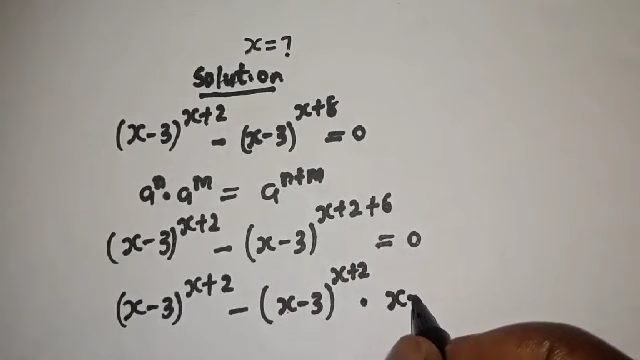 x=?
Solution
(x-3)^{x+2} - (x-3)^{x+8} = 0
a^n · a^m = a^{n+m}
(x-3)^{x+2} - (x-3)^{x+2+6} = 0
(x-3)^{x+2} - (x-3)^{x+2} · x-